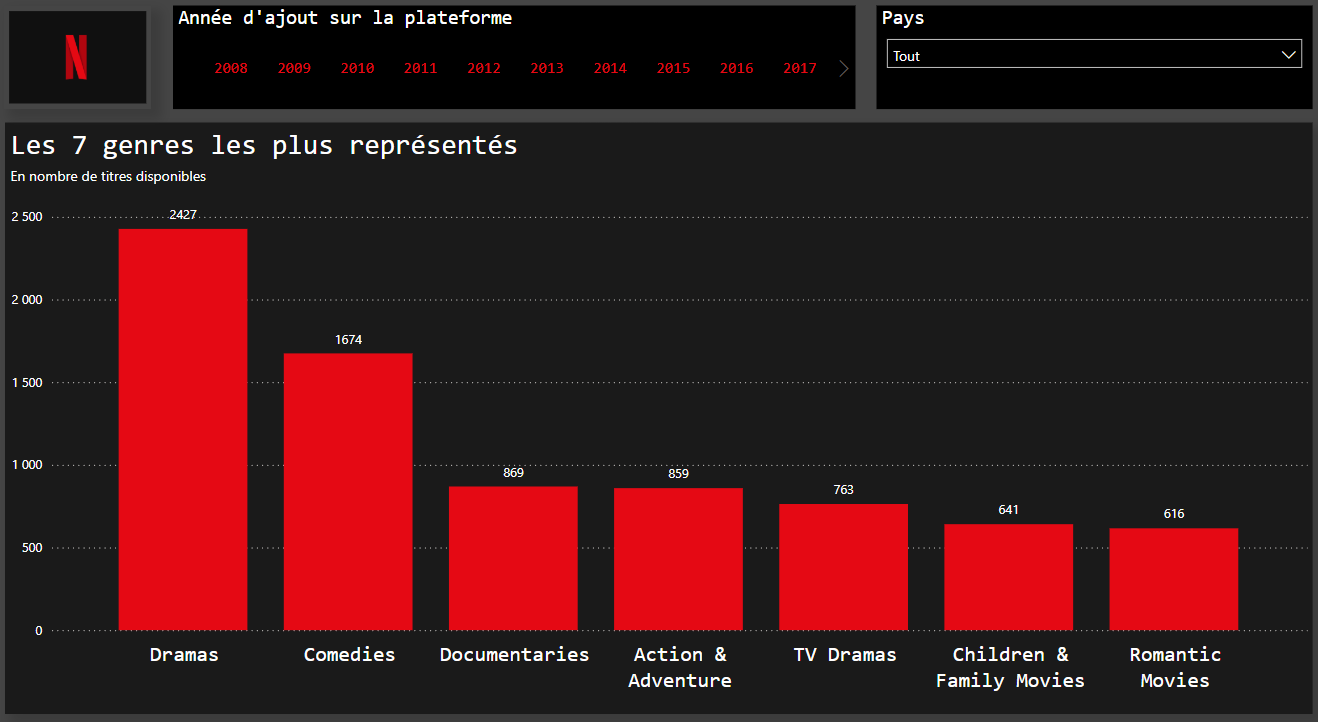 N
Année d'ajout sur la plateforme
2008 2009 2010 2011 2012 2013 2014 2015 2016 2017
Pays
Tout
Les 7 genres les plus représentés
En nombre de titres disponibles
2 500
2 000
1 500
1 000
500
0
2427
1674
869
859
763
641
616
Dramas
Comedies
Documentaries
Action &
Adventure
TV Dramas
Children &
Family Movies
Romantic
Movies